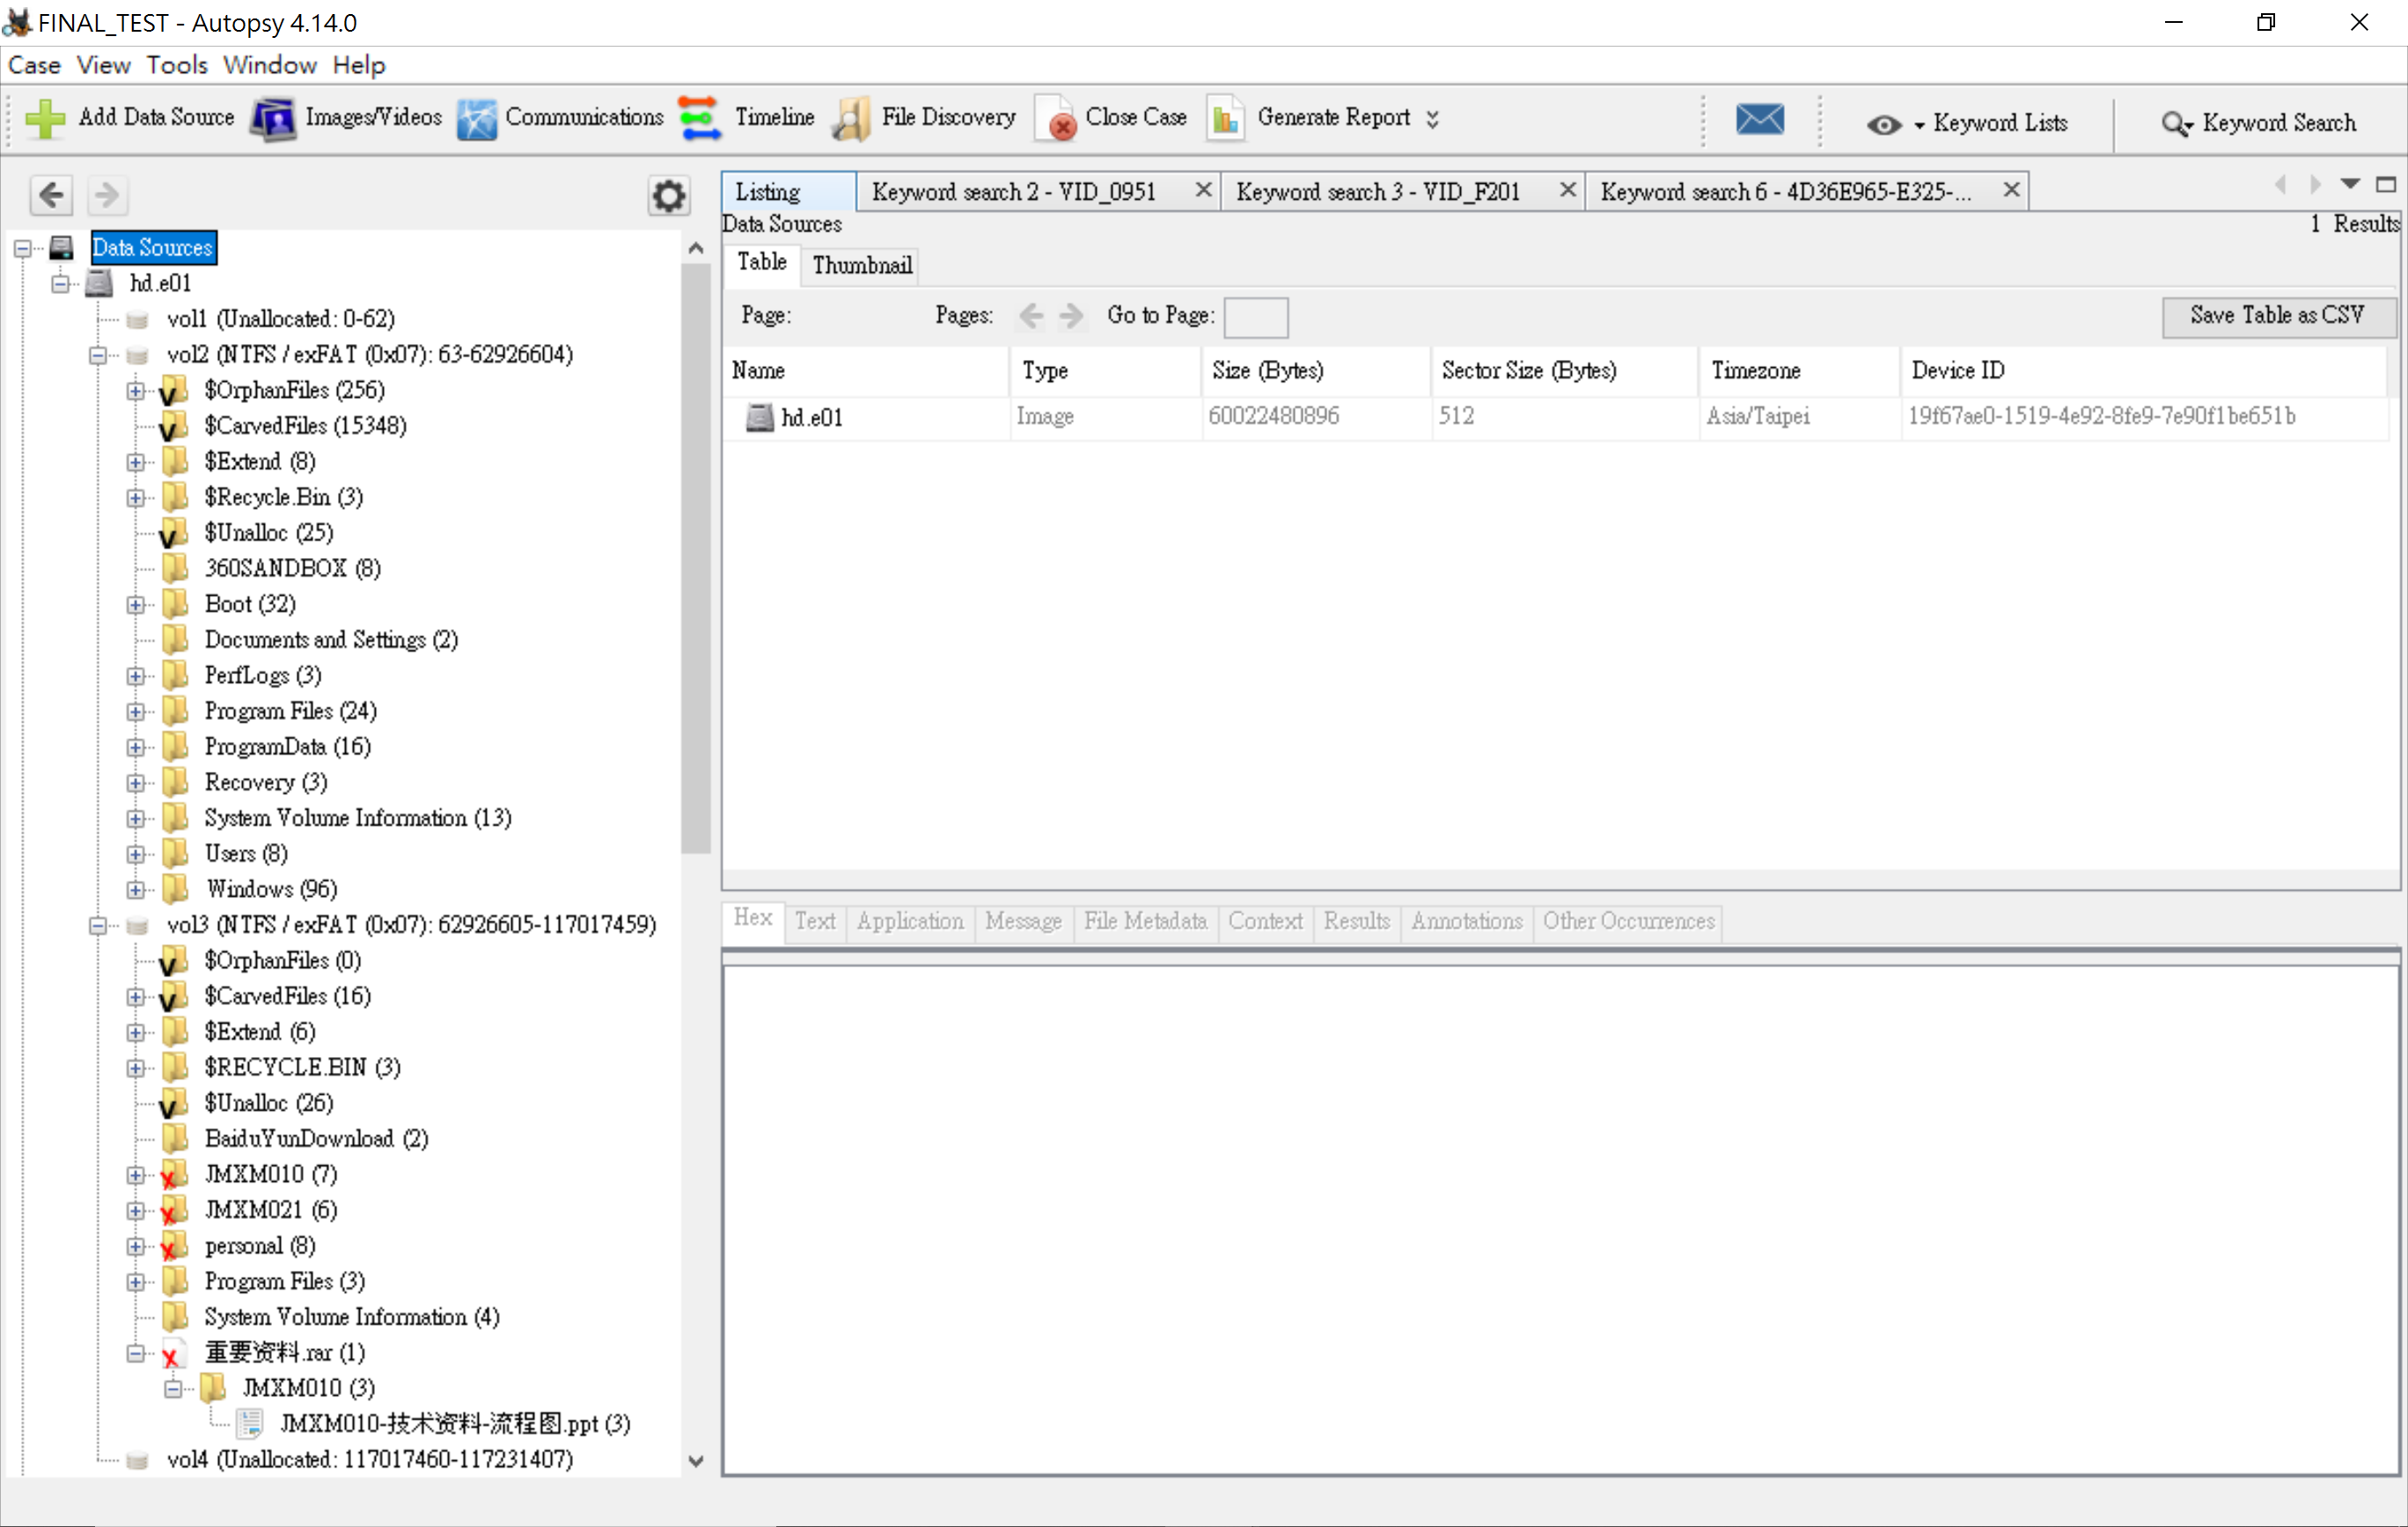 FINAL_TEST - Autopsy 4.14.0
Case View Tools Window Help
Add Data Source Images/Videos Communications Timeline File Discovery Close Case Generate Report Keyword Lists Keyword Search
Listing Keyword search 2 - VID_0951 Keyword search 3 - VID_F201 Keyword search 6 - 4D36E965-E325-...
Data Sources 1 Results
Table Thumbnail
Page: Pages: Go to Page: Save Table as CSV
Name Type Size (Bytes) Sector Size (Bytes) Timezone Device ID
hd.e01 Image 60022480896 512 Asia/Taipei 19f67ae0-1519-4e92-8fe9-7e90f1be651b
Hex Text Application Message File Metadata Context Results Annotations Other Occurrences
Data Sources
hd.e01
vol1 (Unallocated: 0-62)
vol2 (NTFS / exFAT (0x07): 63-62926604)
$OrphanFiles (256)
$CarvedFiles (15348)
$Extend (8)
$Recycle.Bin (3)
$Unalloc (25)
360SANDBOX (8)
Boot (32)
Documents and Settings (2)
PerfLogs (3)
Program Files (24)
ProgramData (16)
Recovery (3)
System Volume Information (13)
Users (8)
Windows (96)
vol3 (NTFS / exFAT (0x07): 62926605-117017459)
$OrphanFiles (0)
$CarvedFiles (16)
$Extend (6)
$RECYCLE.BIN (3)
$Unalloc (26)
BaiduYunDownload (2)
JMXM010 (7)
JMXM021 (6)
personal (8)
Program Files (3)
System Volume Information (4)
重要资料.rar (1)
JMXM010 (3)
JMXM010-技术资料-流程图.ppt (3)
vol4 (Unallocated: 117017460-117231407)